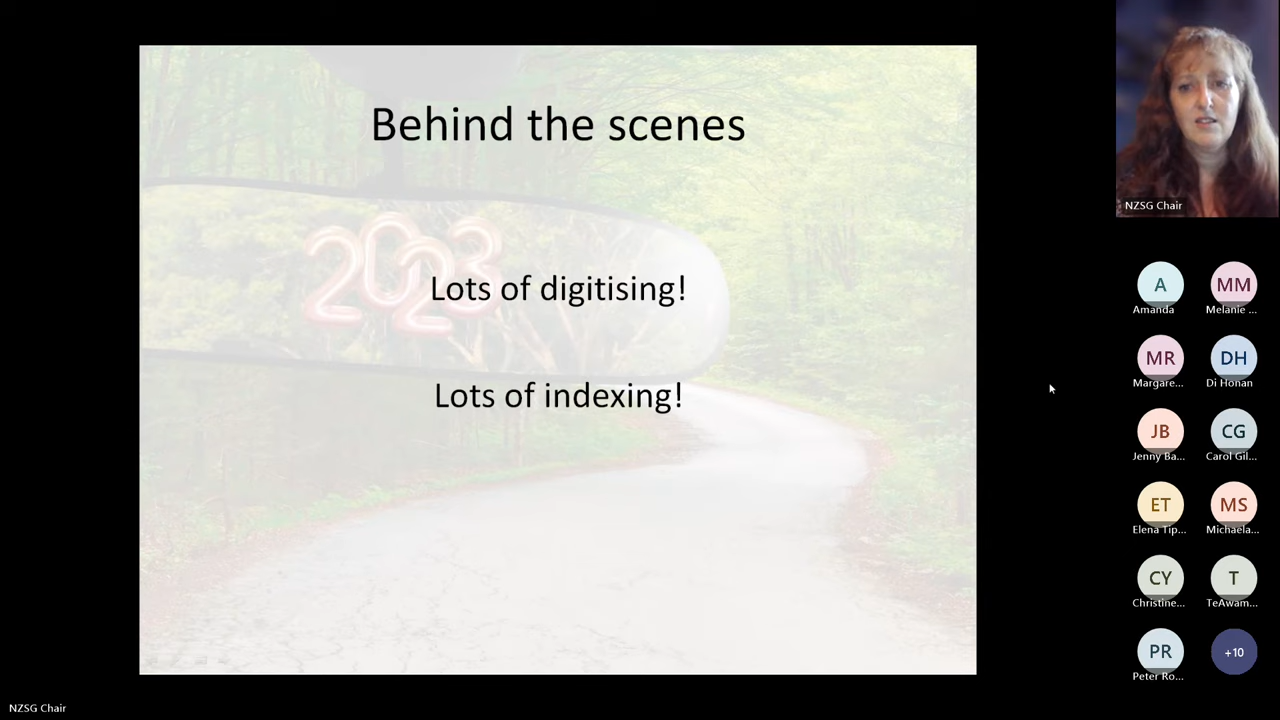 Behind the scenes
2023
Lots of digitising!
Lots of indexing!
NZSG Chair
A
Amanda
MM
Melanie ...
MR
Margare...
DH
Di Honan
JB
Jenny Ba...
CG
Carol Gil...
ET
Elena Tip...
MS
Michaela...
CY
Christine...
T
TeAwam...
PR
Peter Ro...
+10
NZSG Chair